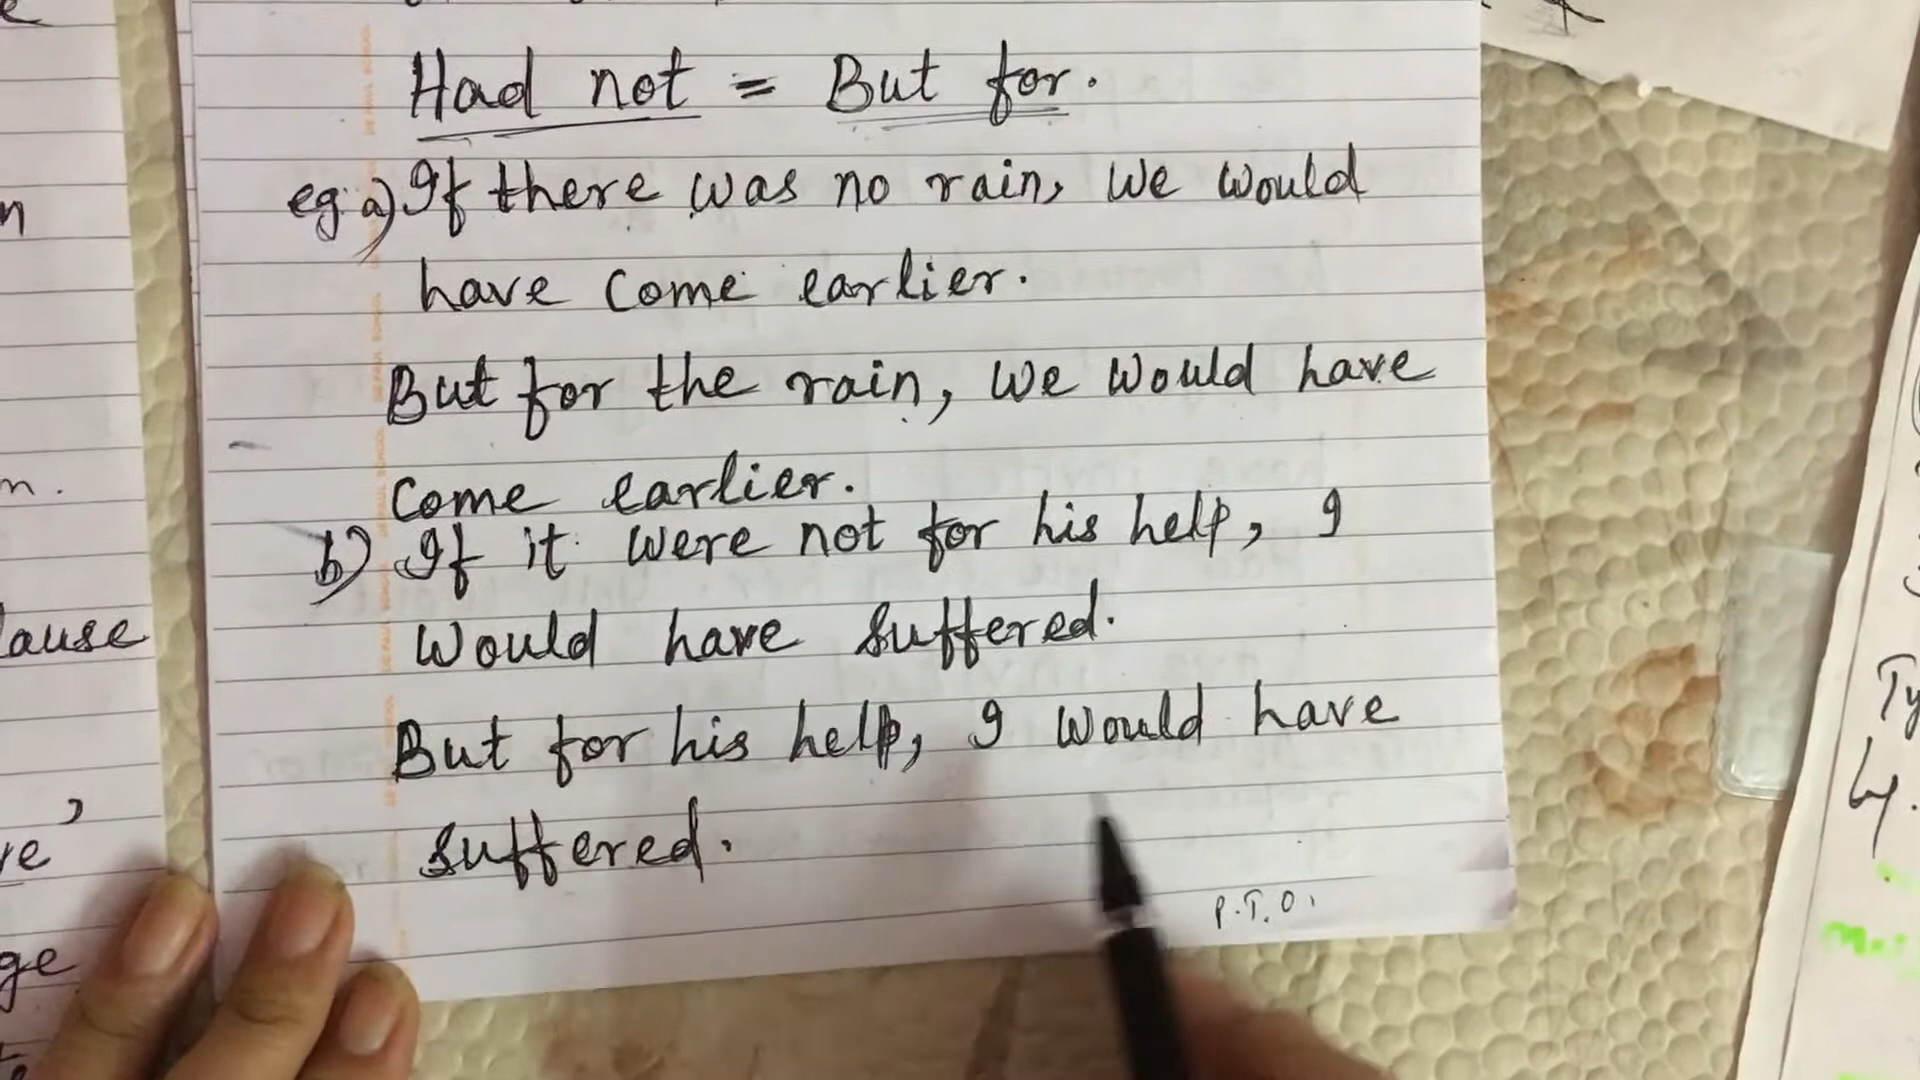 Had not = But for.
eg: a) If there was no rain, we would
have come earlier.
But for the rain, we would have
come earlier.
b) If it were not for his help, I
would have suffered.
But for his help, I would have
suffered.
P.T.O.